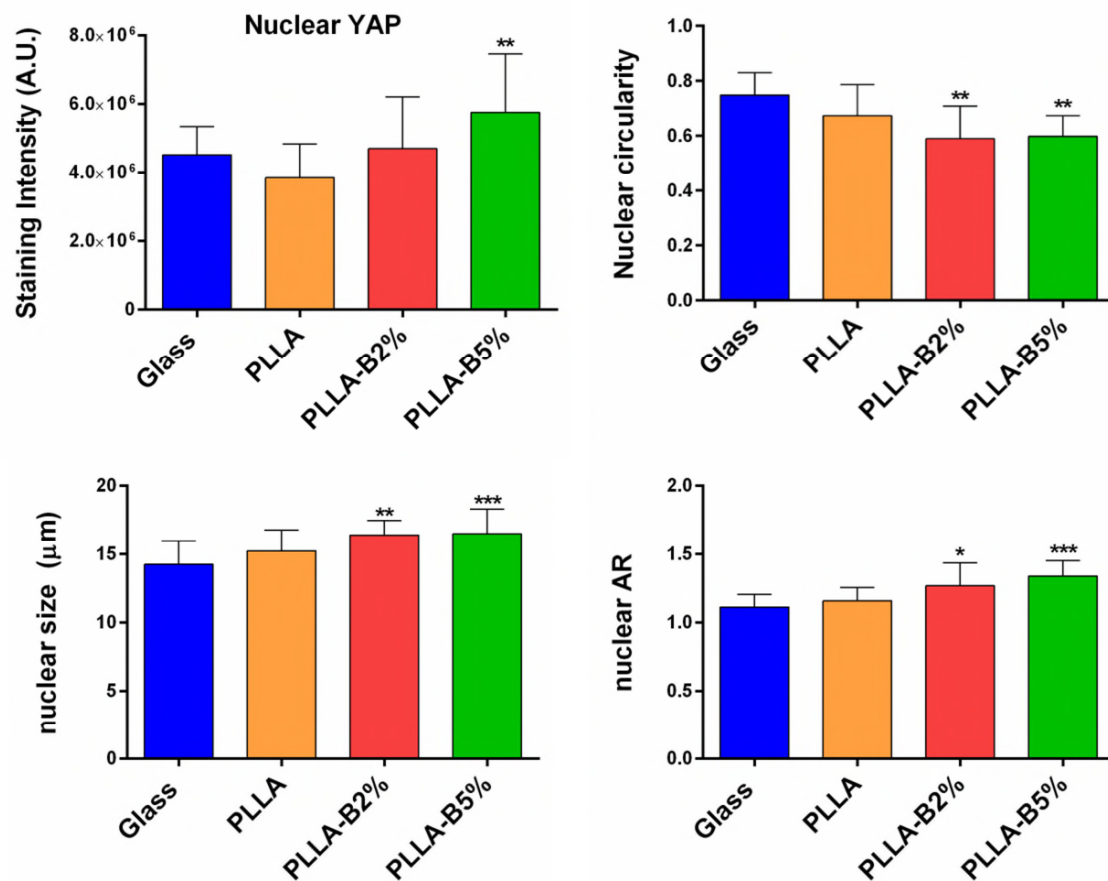 Nuclear YAP
Staining Intensity (A.U.)
8.0×10⁶
6.0×10⁶
4.0×10⁶
2.0×10⁶
0
**
Glass
PLLA
PLLA-B2%
PLLA-B5%
Nuclear circularity
1.0
0.8
0.6
0.4
0.2
0.0
**
**
Glass
PLLA
PLLA-B2%
PLLA-B5%
nuclear size (μm)
20
15
10
5
0
**
***
Glass
PLLA
PLLA-B2%
PLLA-B5%
nuclear AR
2.0
1.5
1.0
0.5
0.0
*
***
Glass
PLLA
PLLA-B2%
PLLA-B5%